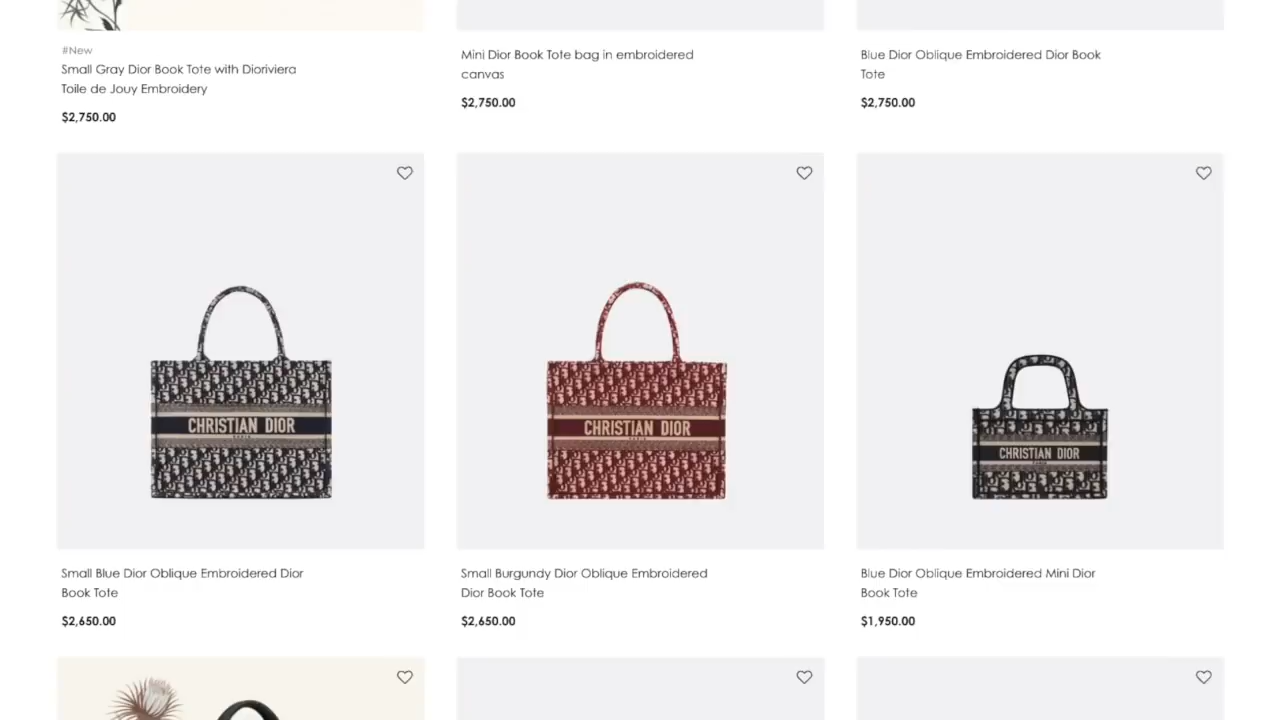 #New
Small Gray Dior Book Tote with Dioriviera
Toile de Jouy Embroidery
$2,750.00
Mini Dior Book Tote bag in embroidered
canvas
$2,750.00
Blue Dior Oblique Embroidered Dior Book
Tote
$2,750.00
CHRISTIAN DIOR
PARIS
CHRISTIAN DIOR
PARIS
CHRISTIAN DIOR
PARIS
Small Blue Dior Oblique Embroidered Dior
Book Tote
$2,650.00
Small Burgundy Dior Oblique Embroidered
Dior Book Tote
$2,650.00
Blue Dior Oblique Embroidered Mini Dior
Book Tote
$1,950.00